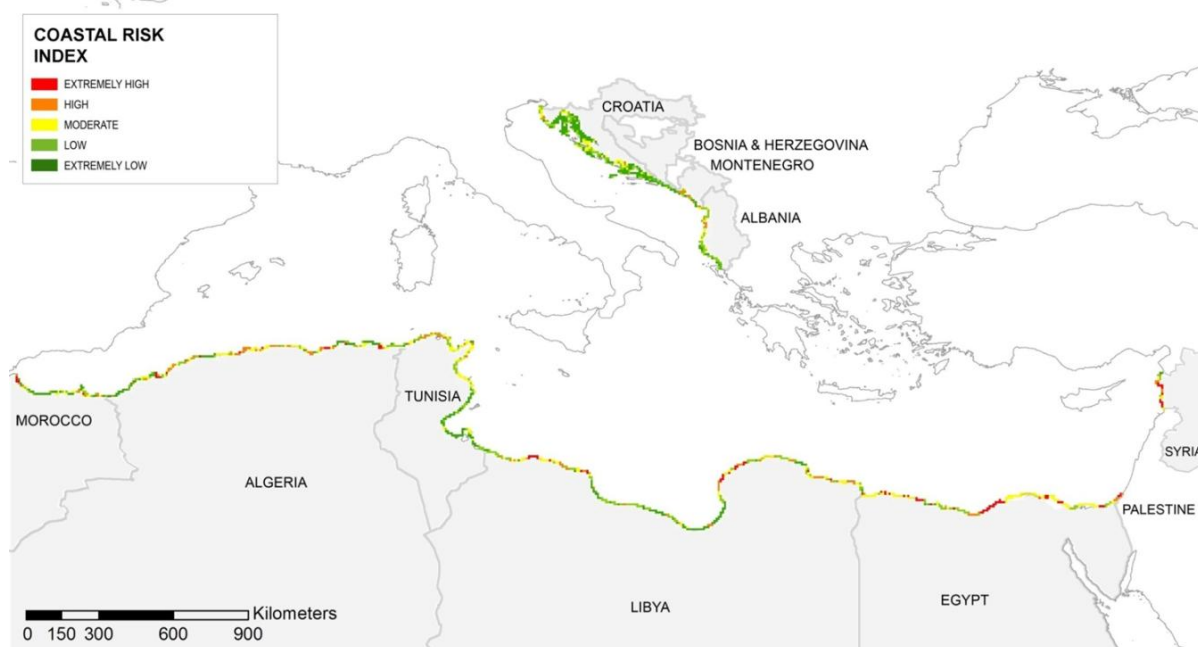 COASTAL RISK
INDEX
EXTREMELY HIGH
HIGH
MODERATE
LOW
EXTREMELY LOW
CROATIA
BOSNIA & HERZEGOVINA
MONTENEGRO
ALBANIA
TUNISIA
MOROCCO
SYRIA
ALGERIA
PALESTINE
LIBYA
EGYPT
Kilometers
0 150 300 600 900